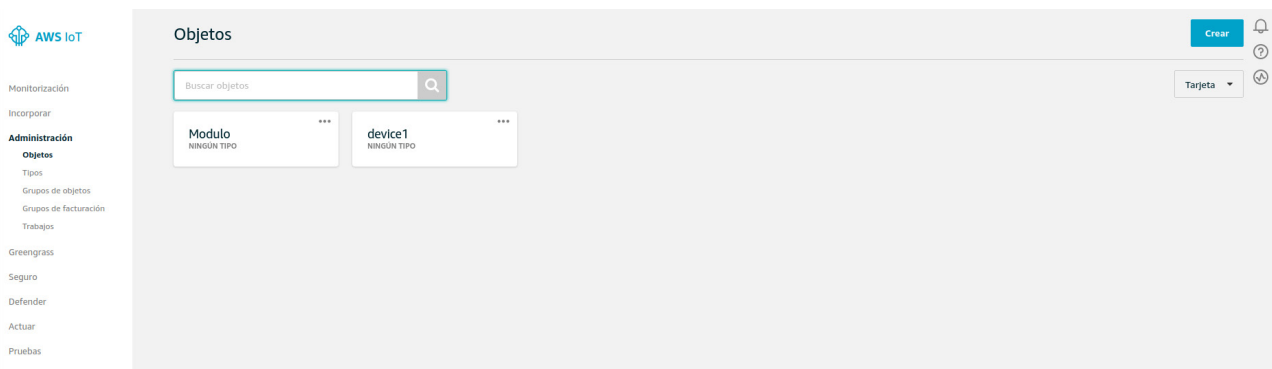 AWS IoT
Monitorización
Incorporar
Administración
Objetos
Tipos
Grupos de objetos
Grupos de facturación
Trabajos
Greengrass
Seguro
Defender
Actuar
Pruebas
Objetos
Crear
Buscar objetos
Tarjeta
Modulo
NINGÚN TIPO
device1
NINGÚN TIPO